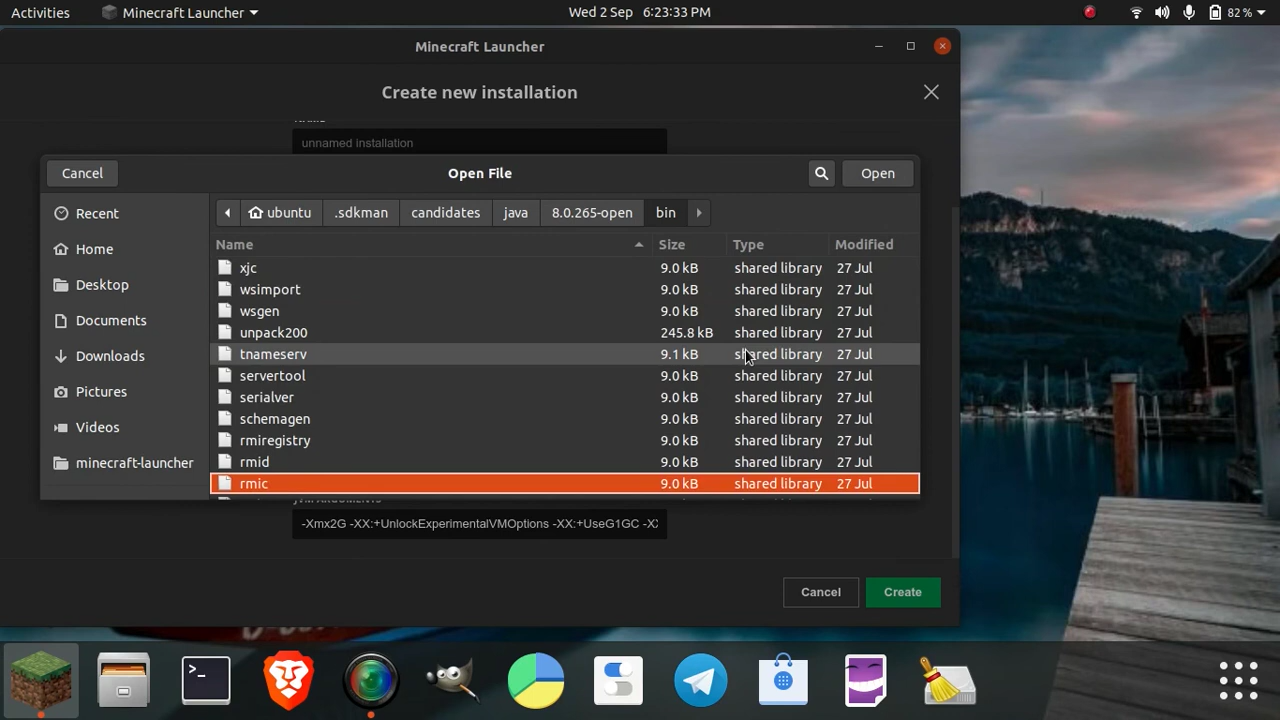 Activities Minecraft Launcher Wed 2 Sep 6:23:33 PM 82 %
Minecraft Launcher
Create new installation
unnamed installation
Cancel Open File Open
Recent
Home
Desktop
Documents
Downloads
Pictures
Videos
minecraft-launcher
ubuntu .sdkman candidates java 8.0.265-open bin
Name Size Type Modified
xjc 9.0 kB shared library 27 Jul
wsimport 9.0 kB shared library 27 Jul
wsgen 9.0 kB shared library 27 Jul
unpack200 245.8 kB shared library 27 Jul
tnameserv 9.1 kB shared library 27 Jul
servertool 9.0 kB shared library 27 Jul
serialver 9.0 kB shared library 27 Jul
schemagen 9.0 kB shared library 27 Jul
rmiregistry 9.0 kB shared library 27 Jul
rmid 9.0 kB shared library 27 Jul
rmic 9.0 kB shared library 27 Jul
-Xmx2G -XX:+UnlockExperimentalVMOptions -XX:+UseG1GC
Cancel Create